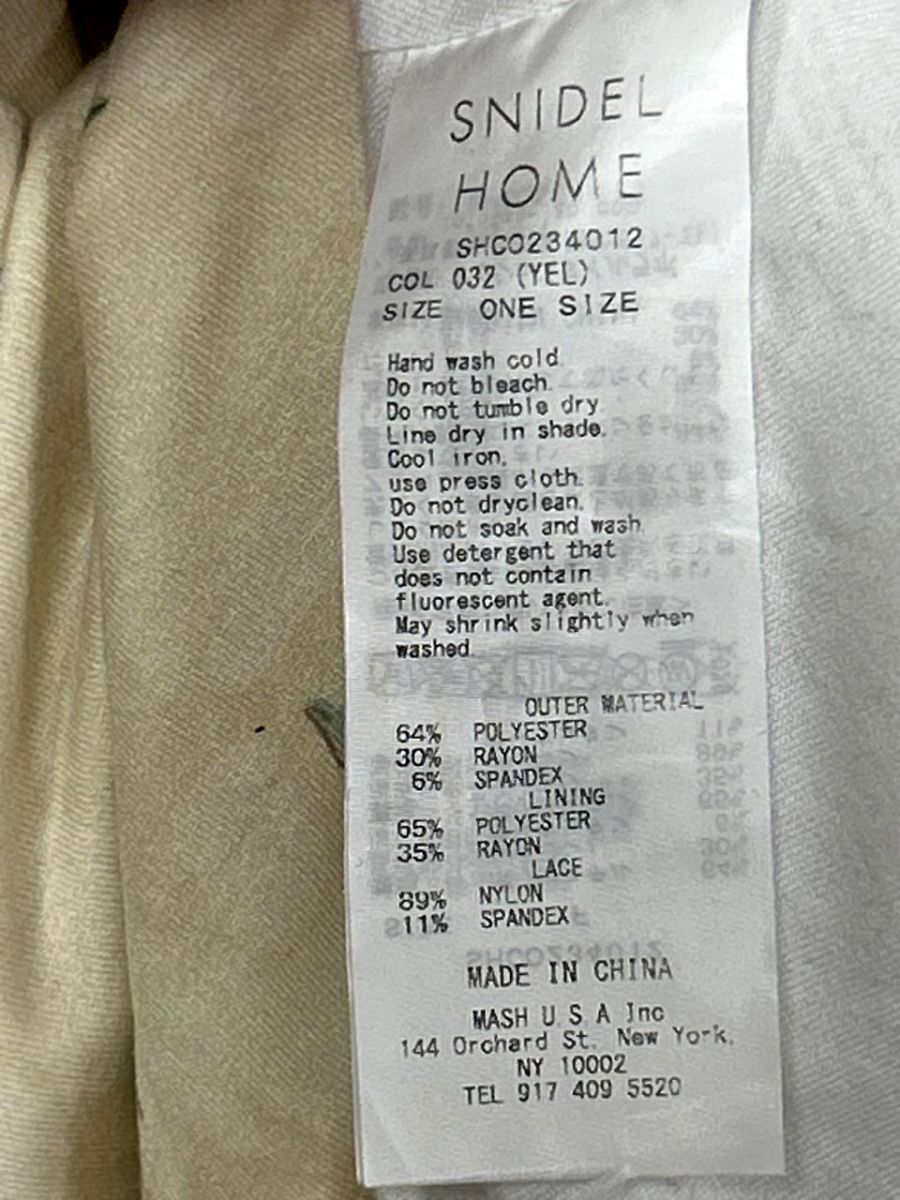 SNIDEL
HOME
SHCO234012
COL 032 (YEL)
SIZE ONE SIZE
Hand wash cold.
Do not bleach.
Do not tumble dry.
Line dry in shade.
Cool iron,
use press cloth.
Do not dryclean.
Do not soak and wash.
Use detergent that
does not contain
fluorescent agent.
May shrink slightly when
washed.
OUTER MATERIAL
64% POLYESTER
30% RAYON
6% SPANDEX
LINING
65% POLYESTER
35% RAYON
LACE
89% NYLON
11% SPANDEX
MADE IN CHINA
MASH U S A Inc
144 Orchard St. New York,
NY 10002
TEL 917 409 5520